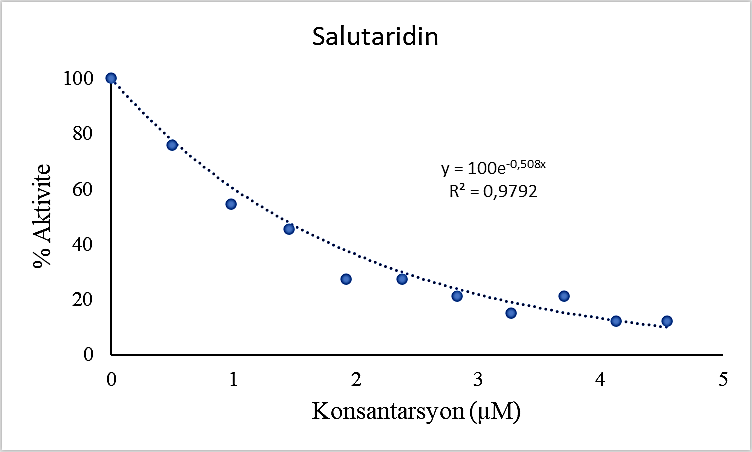 Salutaridin
100
80
60
40
20
0
% Aktivite
y = 100e-0,508x
R² = 0,9792
0 1 2 3 4 5
Konsantarsyon (µM)